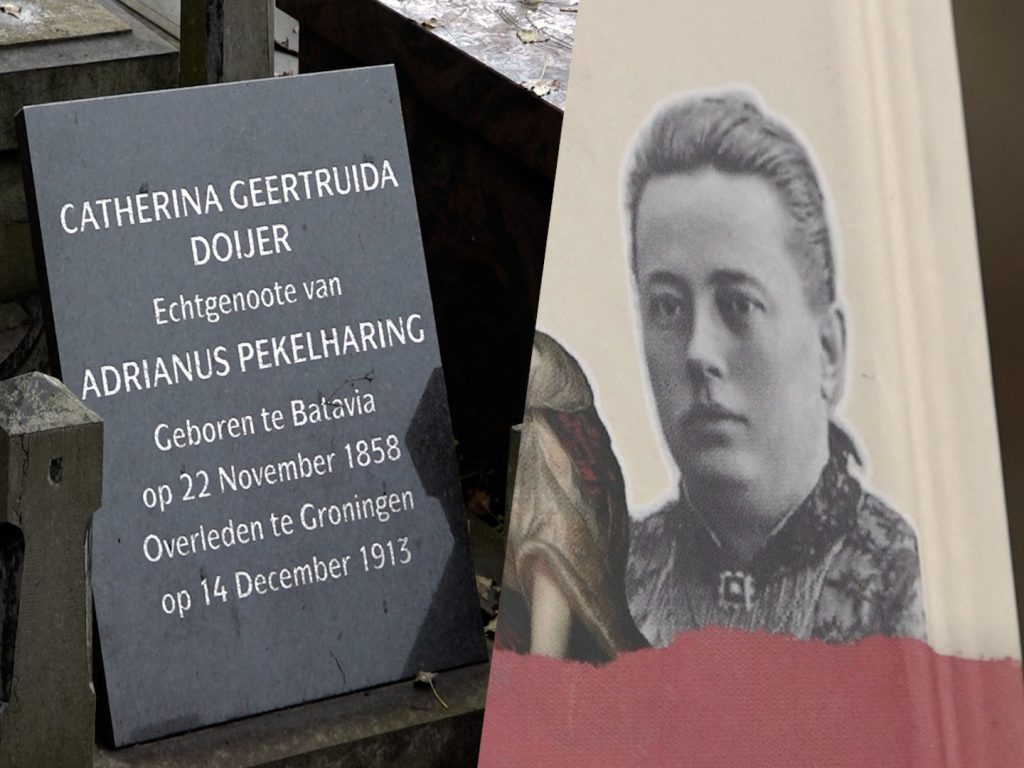 CATHERINA GEERTRUIDA
DOIJER
Echtgenoote van
ADRIANUS PEKELHARING
Geboren te Batavia
op 22 November 1858
Overleden te Groningen
op 14 December 1913